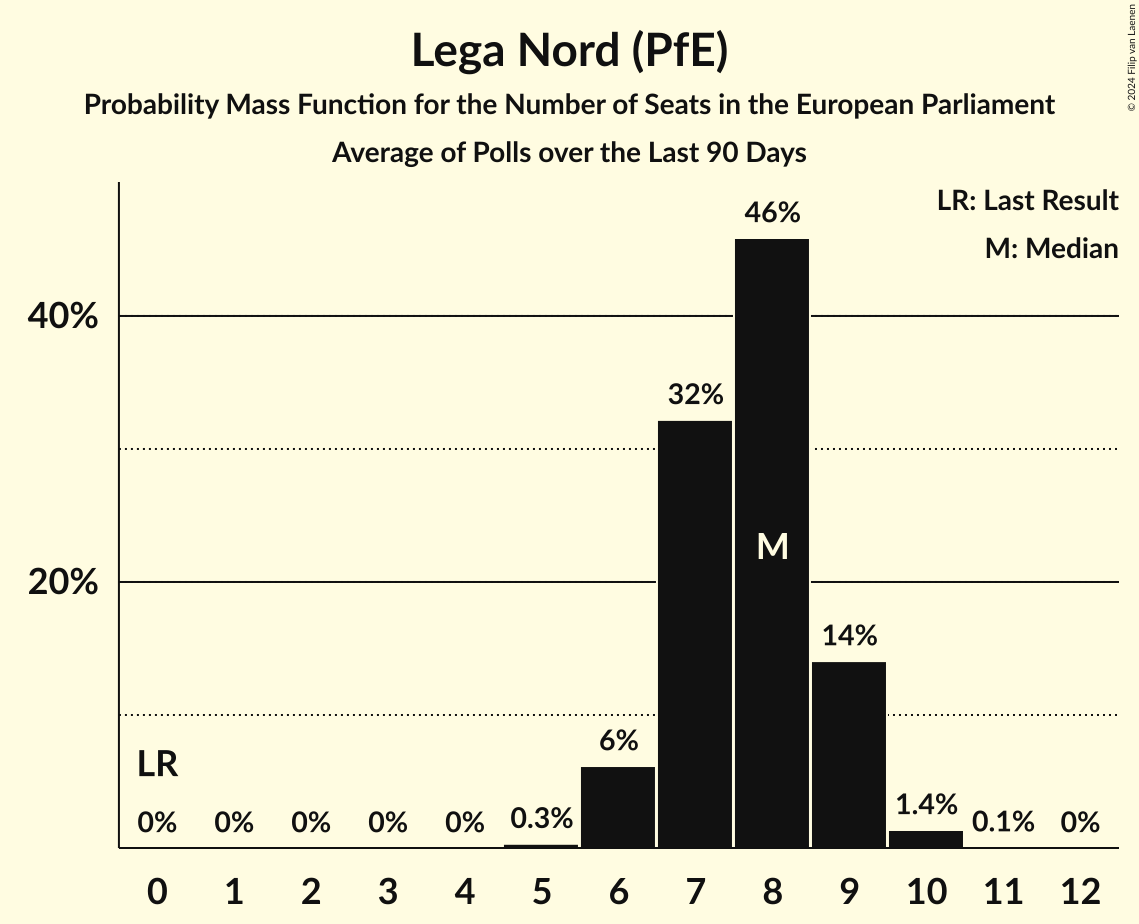 Lega Nord (PfE)
Probability Mass Function for the Number of Seats in the European Parliament
Average of Polls over the Last 90 Days
© 2024 Filip van Laenen
LR: Last Result
M: Median
46%
40%
32%
M
20%
14%
6%
LR
1.4%
0% 0% 0% 0% 0% 0.3% 0.1% 0%
0 1 2 3 4 5 6 7 8 9 10 11 12